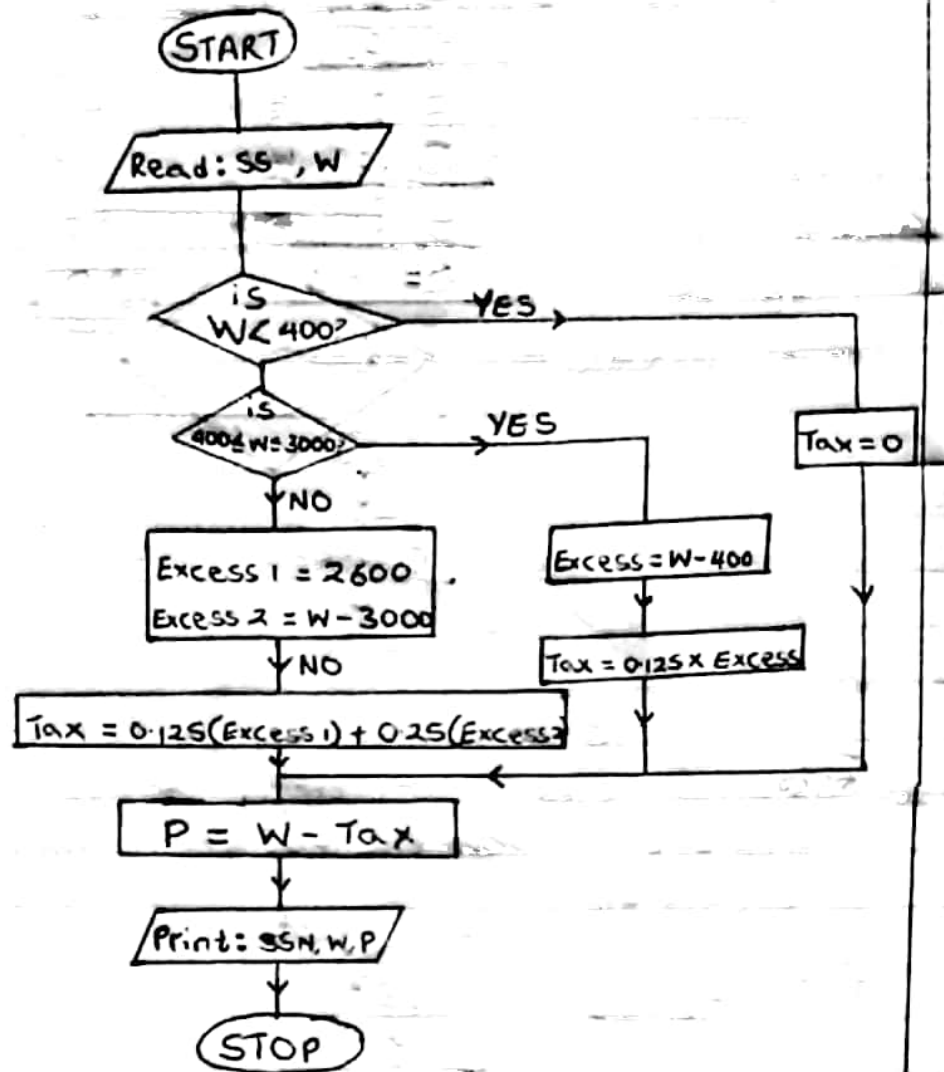 START
Read: SS , W
is
W< 400?
YES
is
400≤W≤3000?
YES
Tax = 0
NO
Excess 1 = 2600
Excess 2 = W - 3000
Excess = W-400
NO
Tax = 0.125 x Excess
Tax = 0.125(Excess 1) + 0.25(Excess2
P = W - Tax
Print: SSN, W, P
STOP